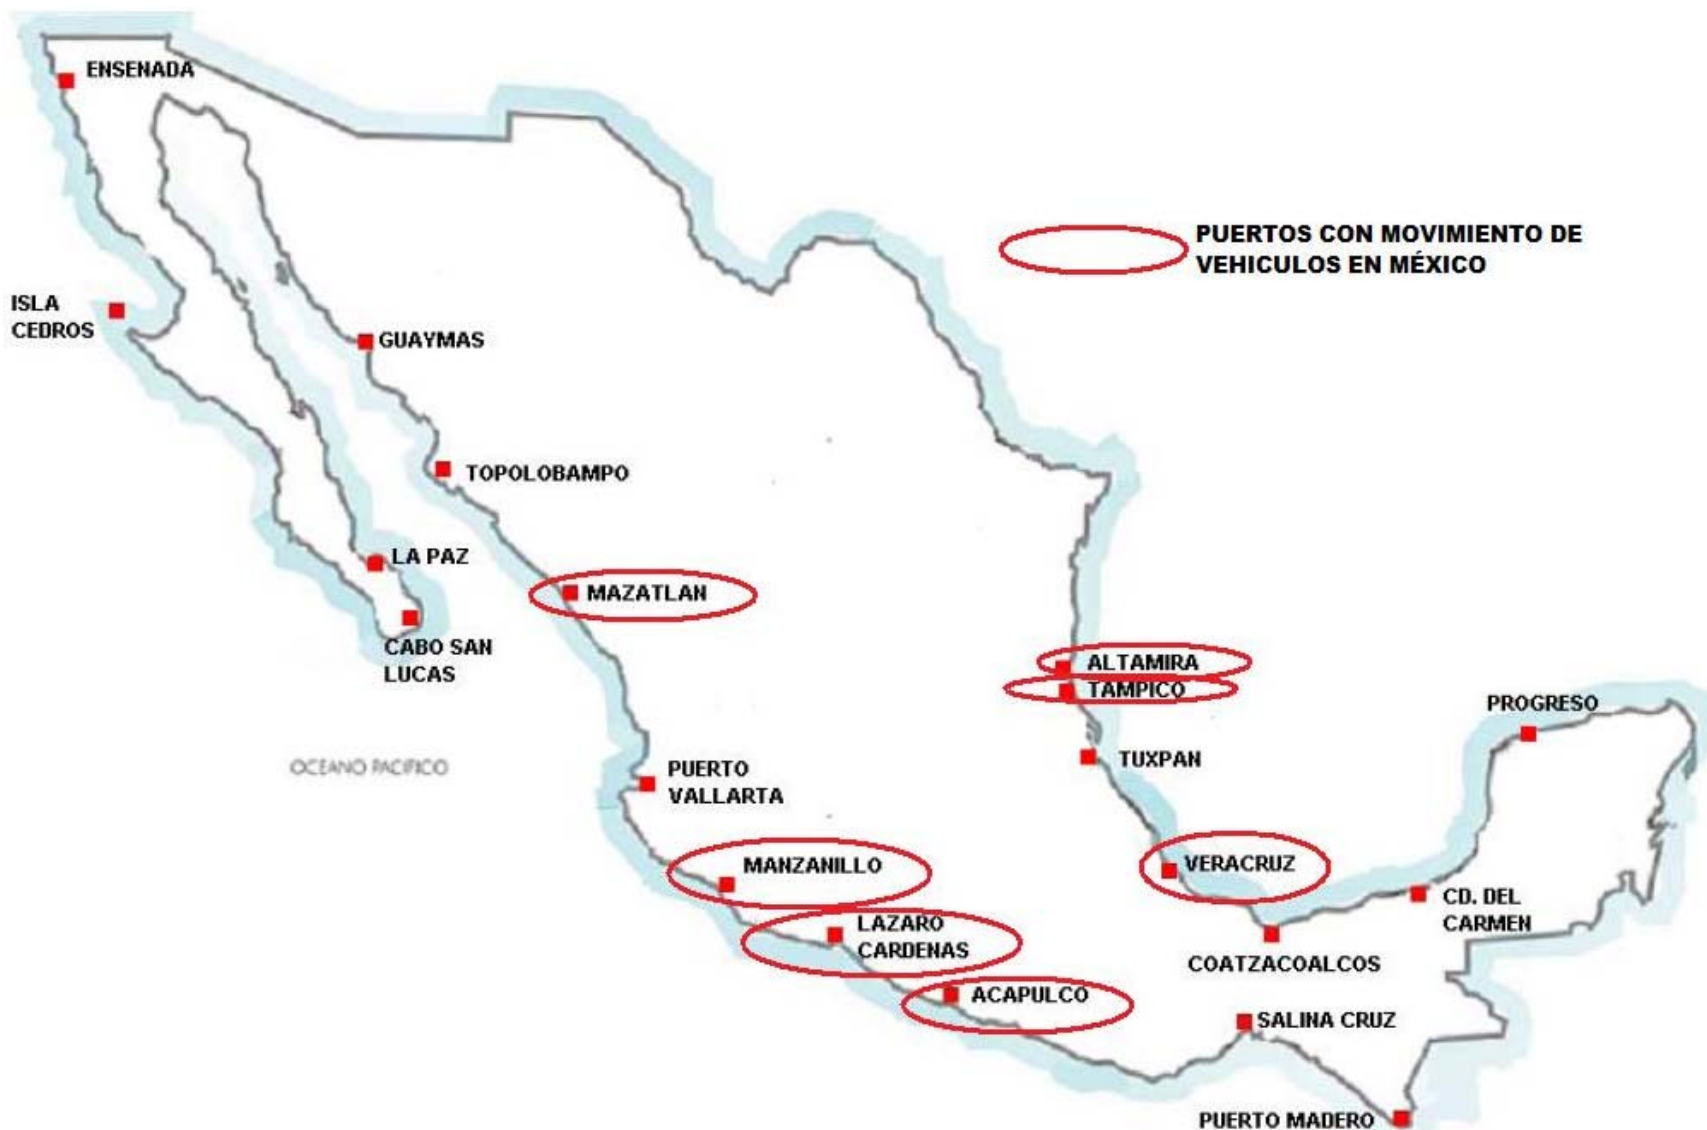 ENSENADA
PUERTOS CON MOVIMIENTO DE
VEHICULOS EN MÉXICO
ISLA
CEDROS
GUAYMAS
TOPOLOBAMPO
LA PAZ
MAZATLAN
CABO SAN
LUCAS
ALTAMIRA
TAMPICO
PROGRESO
OCEANO PACIFICO
PUERTO
VALLARTA
TUXPAN
MANZANILLO
VERACRUZ
CD. DEL
CARMEN
LAZARO
CARDENAS
COATZACOALCOS
ACAPULCO
SALINA CRUZ
PUERTO MADERO